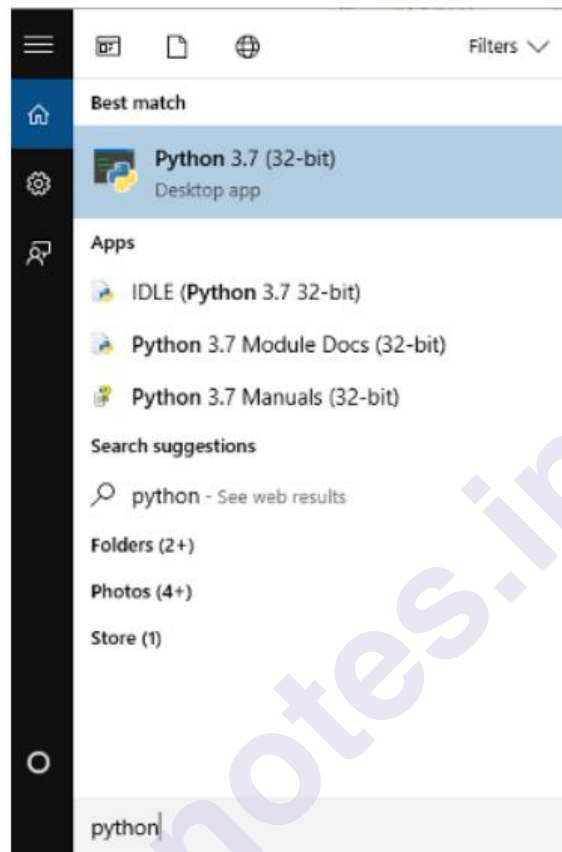 Filters
Best match
Python 3.7 (32-bit)
Desktop app
Apps
IDLE (Python 3.7 32-bit)
Python 3.7 Module Docs (32-bit)
Python 3.7 Manuals (32-bit)
Search suggestions
python - See web results
Folders (2+)
Photos (4+)
Store (1)
python
notes.in